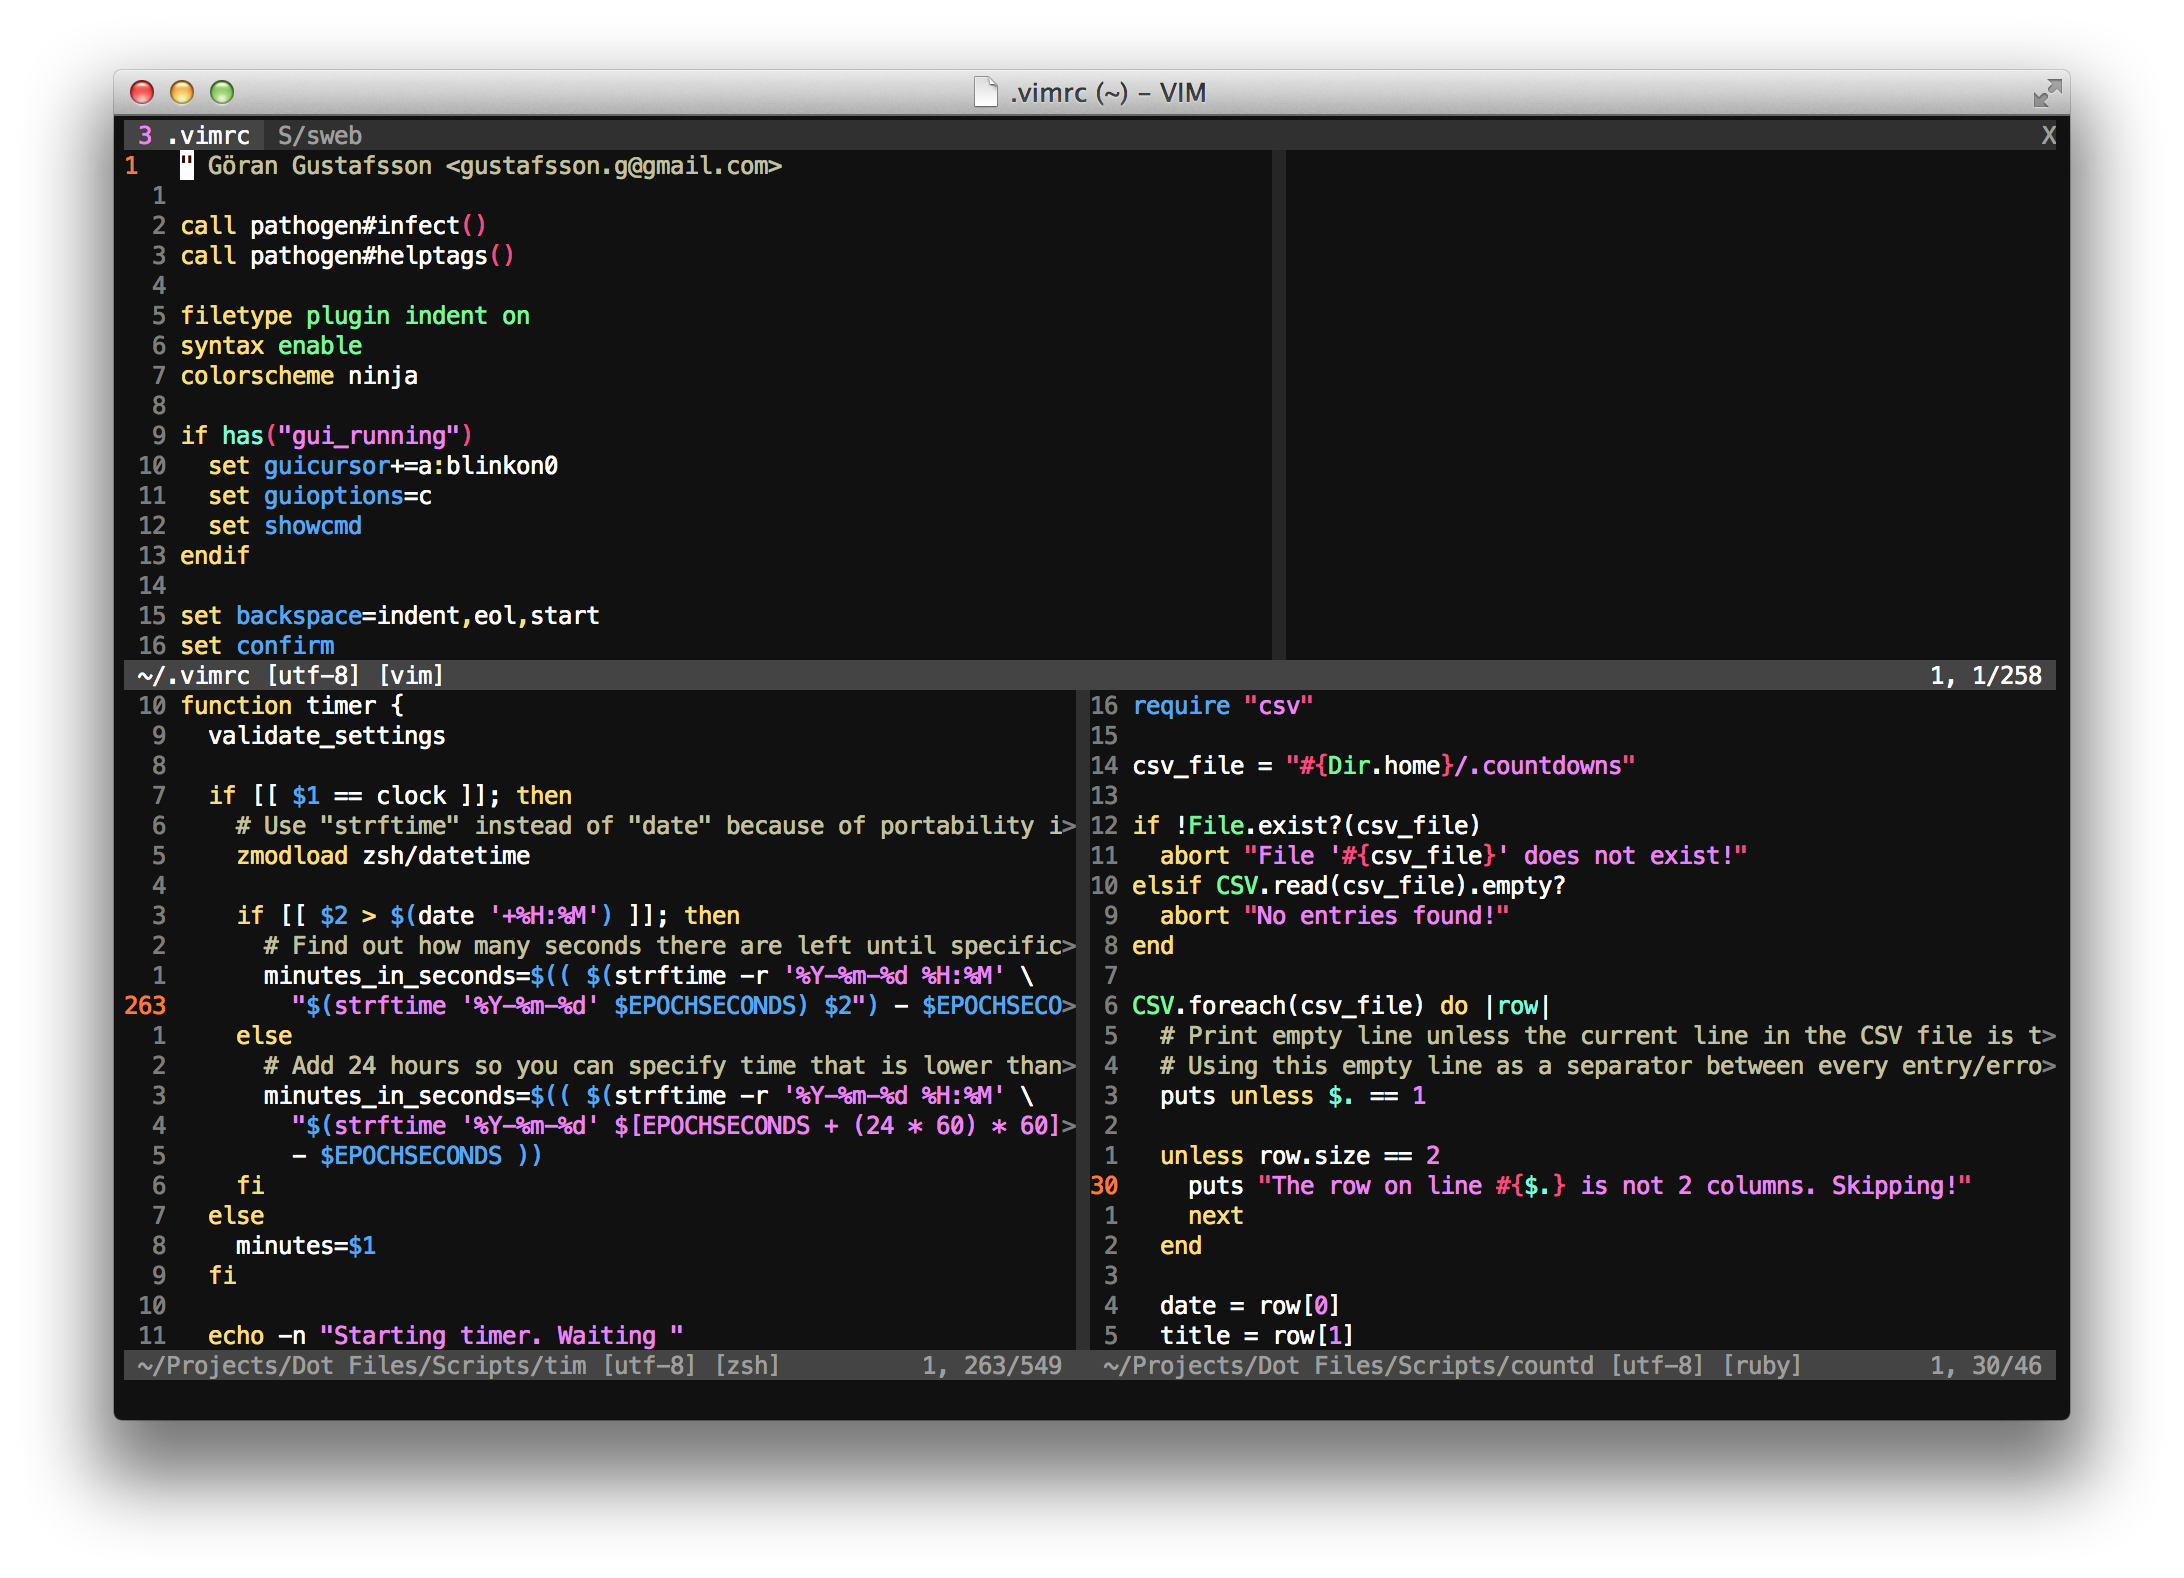 .vimrc (~) – VIM
3 .vimrc  S/sweb X
1   " Göran Gustafsson <gustafsson.g@gmail.com>
  1
  2 call pathogen#infect()
  3 call pathogen#helptags()
  4
  5 filetype plugin indent on
  6 syntax enable
  7 colorscheme ninja
  8
  9 if has("gui_running")
 10   set guicursor+=a:blinkon0
 11   set guioptions=c
 12   set showcmd
 13 endif
 14
 15 set backspace=indent,eol,start
 16 set confirm
~/.vimrc [utf-8] [vim] 1, 1/258
 10 function timer {
  9   validate_settings
  8
  7   if [[ $1 == clock ]]; then
  6     # Use "strftime" instead of "date" because of portability i>
  5     zmodload zsh/datetime
  4
  3     if [[ $2 > $(date '+%H:%M') ]]; then
  2       # Find out how many seconds there are left until specific>
  1       minutes_in_seconds=$(( $(strftime -r '%Y-%m-%d %H:%M' \
263         "$(strftime '%Y-%m-%d' $EPOCHSECONDS) $2") - $EPOCHSECO>
  1     else
  2       # Add 24 hours so you can specify time that is lower than>
  3       minutes_in_seconds=$(( $(strftime -r '%Y-%m-%d %H:%M' \
  4         "$(strftime '%Y-%m-%d' $[EPOCHSECONDS + (24 * 60) * 60]>
  5         - $EPOCHSECONDS ))
  6     fi
  7   else
  8     minutes=$1
  9   fi
 10
 11   echo -n "Starting timer. Waiting "
~/Projects/Dot Files/Scripts/tim [utf-8] [zsh] 1, 263/549
16 require "csv"
15
14 csv_file = "#{Dir.home}/.countdowns"
13
12 if !File.exist?(csv_file)
11   abort "File '#{csv_file}' does not exist!"
10 elsif CSV.read(csv_file).empty?
 9   abort "No entries found!"
 8 end
 7
 6 CSV.foreach(csv_file) do |row|
 5   # Print empty line unless the current line in the CSV file is t>
 4   # Using this empty line as a separator between every entry/erro>
 3   puts unless $. == 1
 2
 1   unless row.size == 2
30     puts "The row on line #{$.} is not 2 columns. Skipping!"
 1     next
 2   end
 3
 4   date = row[0]
 5   title = row[1]
~/Projects/Dot Files/Scripts/countd [utf-8] [ruby] 1, 30/46